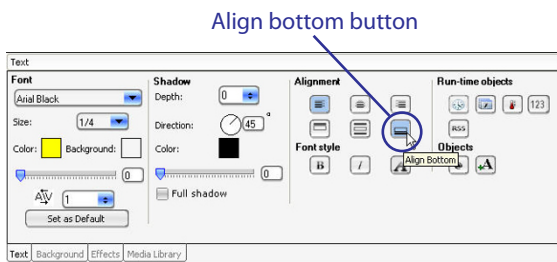 Align bottom button
Text
Font
Arial Black
Size: 1/4
Color: Background:
0
AV 1
Set as Default
Shadow
Depth: 0
Direction: 45 °
Color:
0
Full shadow
Alignment
Font style
B I A
Align Bottom
Run-time objects
123
RSS
Objects
A
Text Background Effects Media Library